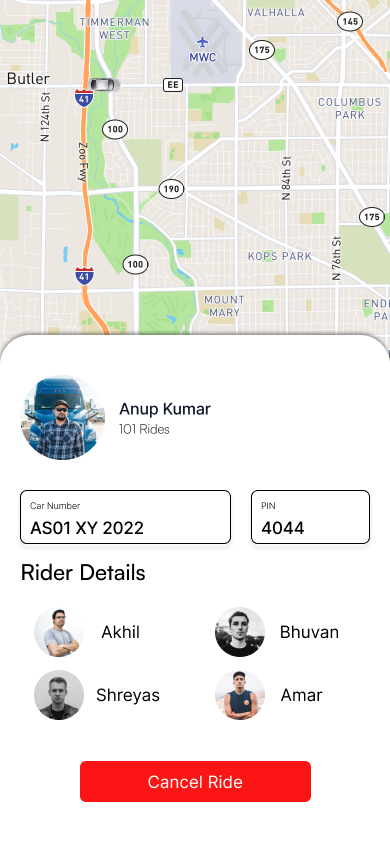 TIMMERMAN
WEST
VALHALLA
145
175
MWC
Butler
EE
41
COLUMBUS
PARK
N 124th St
100
Zoo Fwy
N 84th St
190
175
N 76th St
KOPS PARK
100
41
MOUNT
MARY
Anup Kumar
101 Rides
Car Number
PIN
AS01 XY 2022
4044
Rider Details
Akhil
Bhuvan
Shreyas
Amar
Cancel Ride